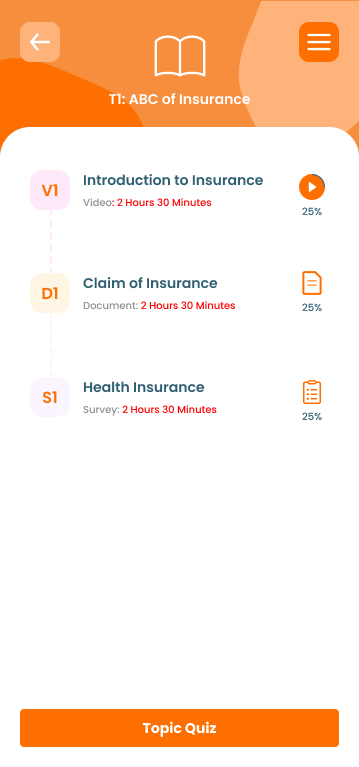 T1: ABC of Insurance
V1
Introduction to Insurance
Video: 2 Hours 30 Minutes
25%
D1
Claim of Insurance
Document: 2 Hours 30 Minutes
25%
S1
Health Insurance
Survey: 2 Hours 30 Minutes
25%
Topic Quiz